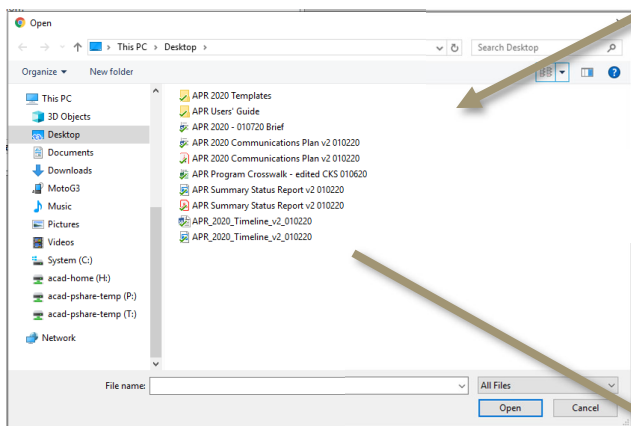 Open
This PC > Desktop >
Search Desktop
Organize
New folder
This PC
3D Objects
Desktop
Documents
Downloads
MotoG3
Music
Pictures
Videos
System (C:)
acad-home (H:)
acad-pshare-temp (P:)
acad-pshare-temp (T:)
Network
APR 2020 Templates
APR Users' Guide
APR 2020 - 010720 Brief
APR 2020 Communications Plan v2 010220
APR 2020 Communications Plan v2 010220
APR Program Crosswalk - edited CKS 010620
APR Summary Status Report v2 010220
APR Summary Status Report v2 010220
APR_2020_Timeline_v2_010220
APR_2020_Timeline_v2_010220
File name:
All Files
Open
Cancel